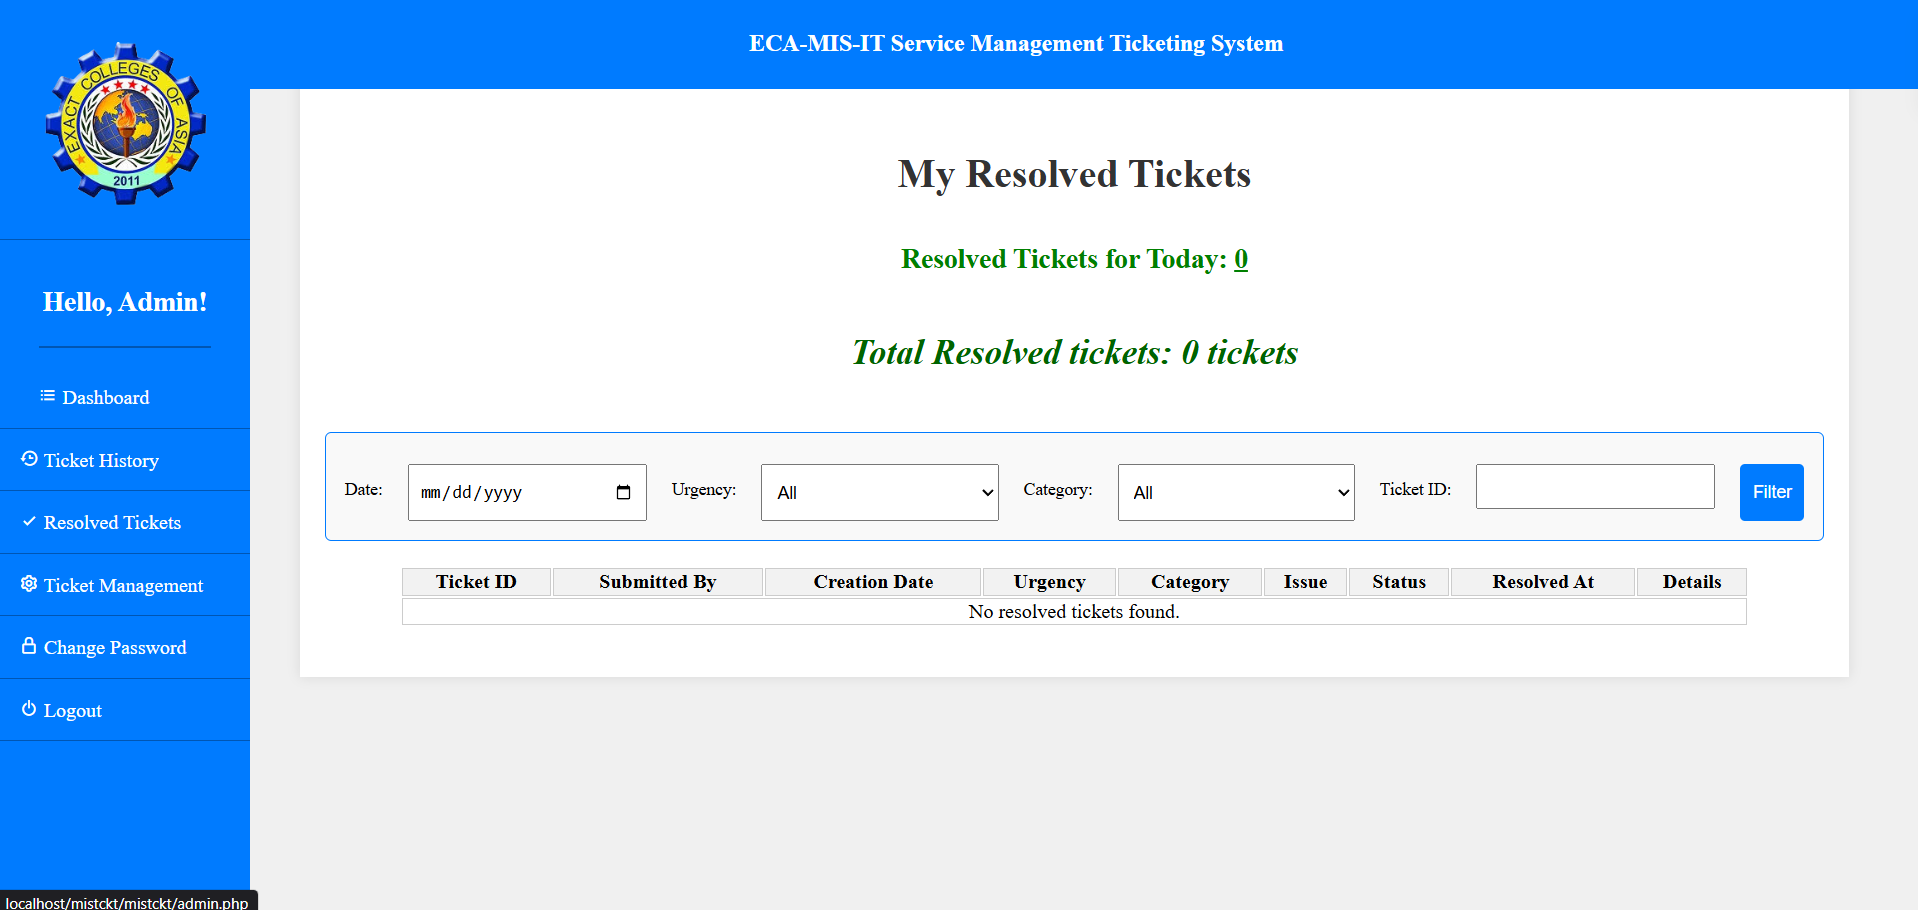 ECA-MIS-IT Service Management Ticketing System
EXACT COLLEGES OF ASIA
2011
Hello, Admin!
Dashboard
Ticket History
Resolved Tickets
Ticket Management
Change Password
Logout
My Resolved Tickets
Resolved Tickets for Today: 0
Total Resolved tickets: 0 tickets
Date: mm/dd/yyyy Urgency: All Category: All Ticket ID: Filter
Ticket ID Submitted By Creation Date Urgency Category Issue Status Resolved At Details
No resolved tickets found.
localhost/mistckt/mistckt/admin.php